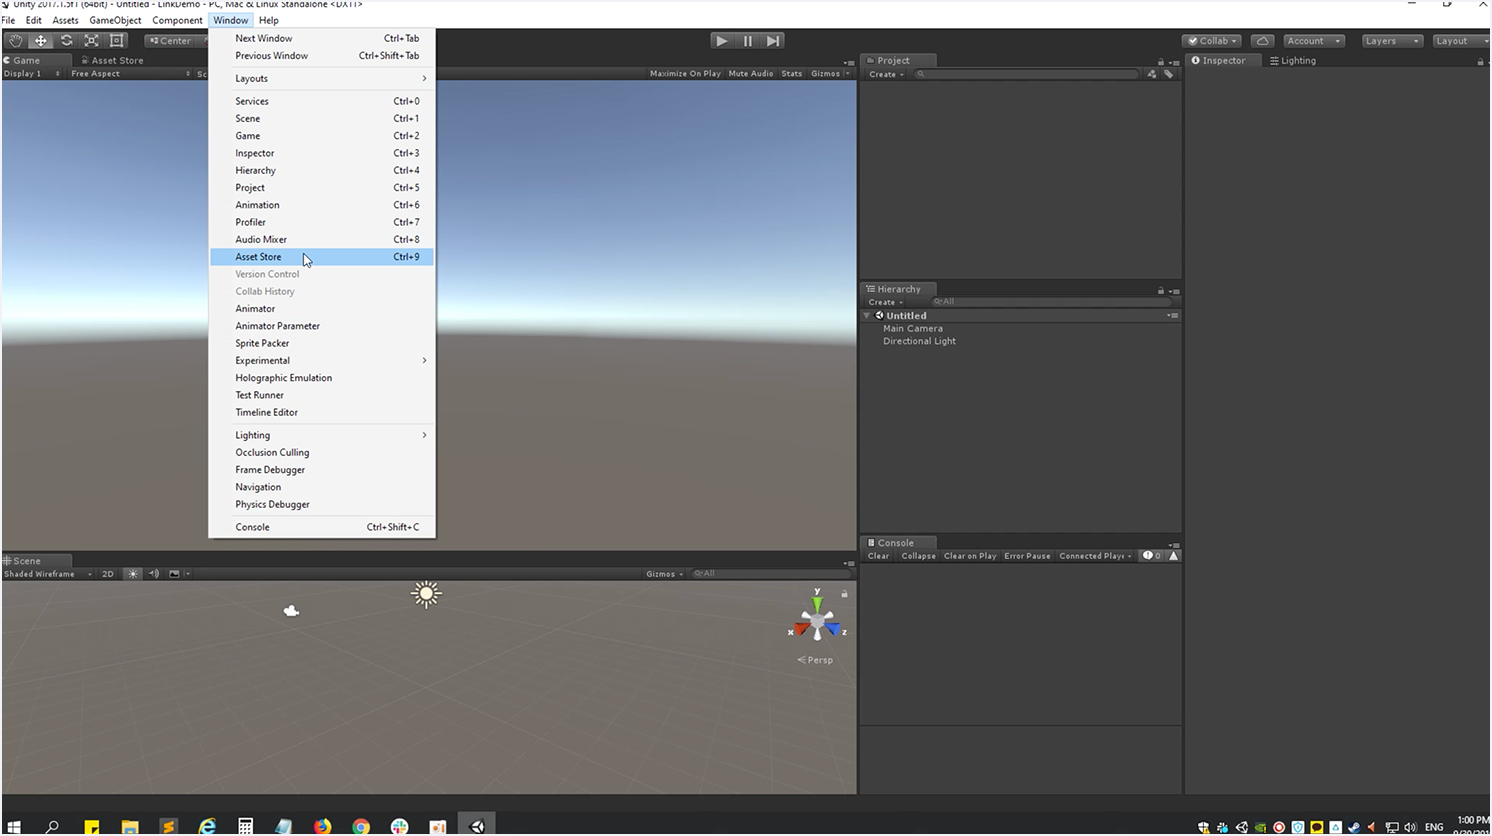 Unity 2017.1.5f1 (64bit) - Untitled - LinkDemo - PC, Mac & Linux Standalone <DX11>
File Edit Assets GameObject Component Window Help
Center
Collab Account Layers Layout
Game Asset Store
Display 1 Free Aspect Sc Maximize On Play Mute Audio Stats Gizmos
Next Window Ctrl+Tab
Previous Window Ctrl+Shift+Tab
Layouts
Services Ctrl+0
Scene Ctrl+1
Game Ctrl+2
Inspector Ctrl+3
Hierarchy Ctrl+4
Project Ctrl+5
Animation Ctrl+6
Profiler Ctrl+7
Audio Mixer Ctrl+8
Asset Store Ctrl+9
Version Control
Collab History
Animator
Animator Parameter
Sprite Packer
Experimental
Holographic Emulation
Test Runner
Timeline Editor
Lighting
Occlusion Culling
Frame Debugger
Navigation
Physics Debugger
Console Ctrl+Shift+C
Project
Create
Inspector Lighting
Hierarchy
Create All
Untitled
Main Camera
Directional Light
Console
Clear Collapse Clear on Play Error Pause Connected Playe 0
Scene
Shaded Wireframe 2D Gizmos All
y
x z
Persp
ENG
1:00 PM